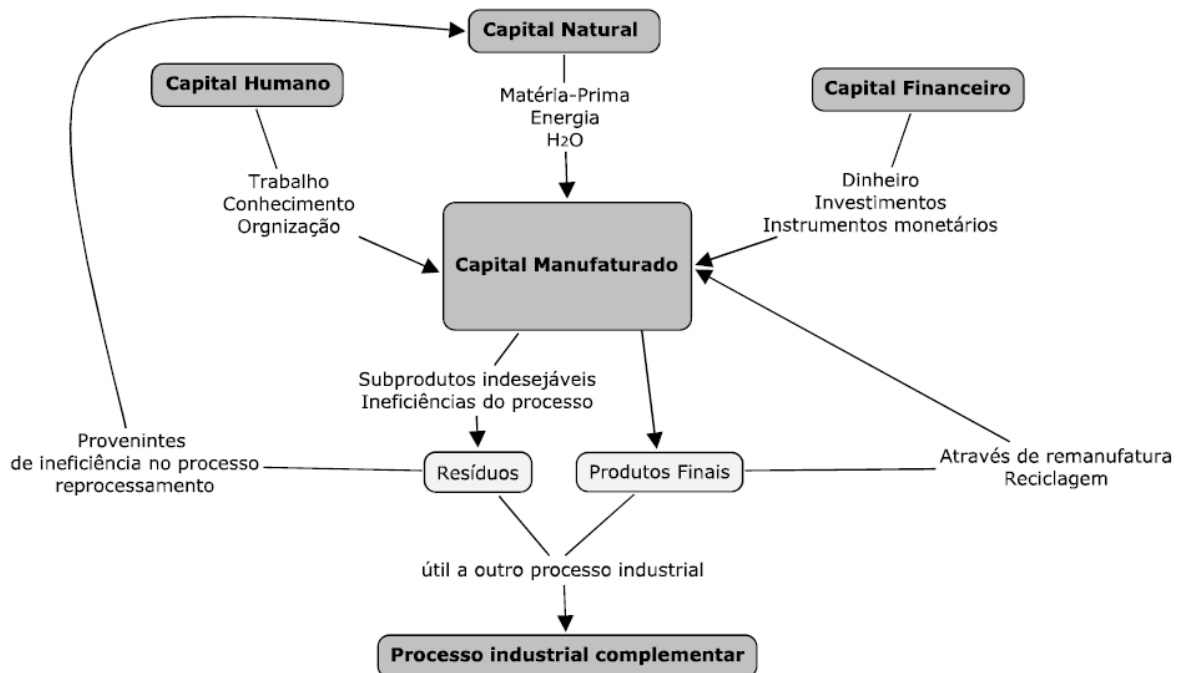 Capital Natural
Capital Humano
Capital Financeiro
Matéria-Prima
Energia
H2O
Trabalho
Conhecimento
Orgnização
Dinheiro
Investimentos
Instrumentos monetários
Capital Manufaturado
Subprodutos indesejáveis
Ineficiências do processo
Provenintes
de ineficiência no processo
reprocessamento
Resíduos
Produtos Finais
Através de remanufatura
Reciclagem
útil a outro processo industrial
Processo industrial complementar